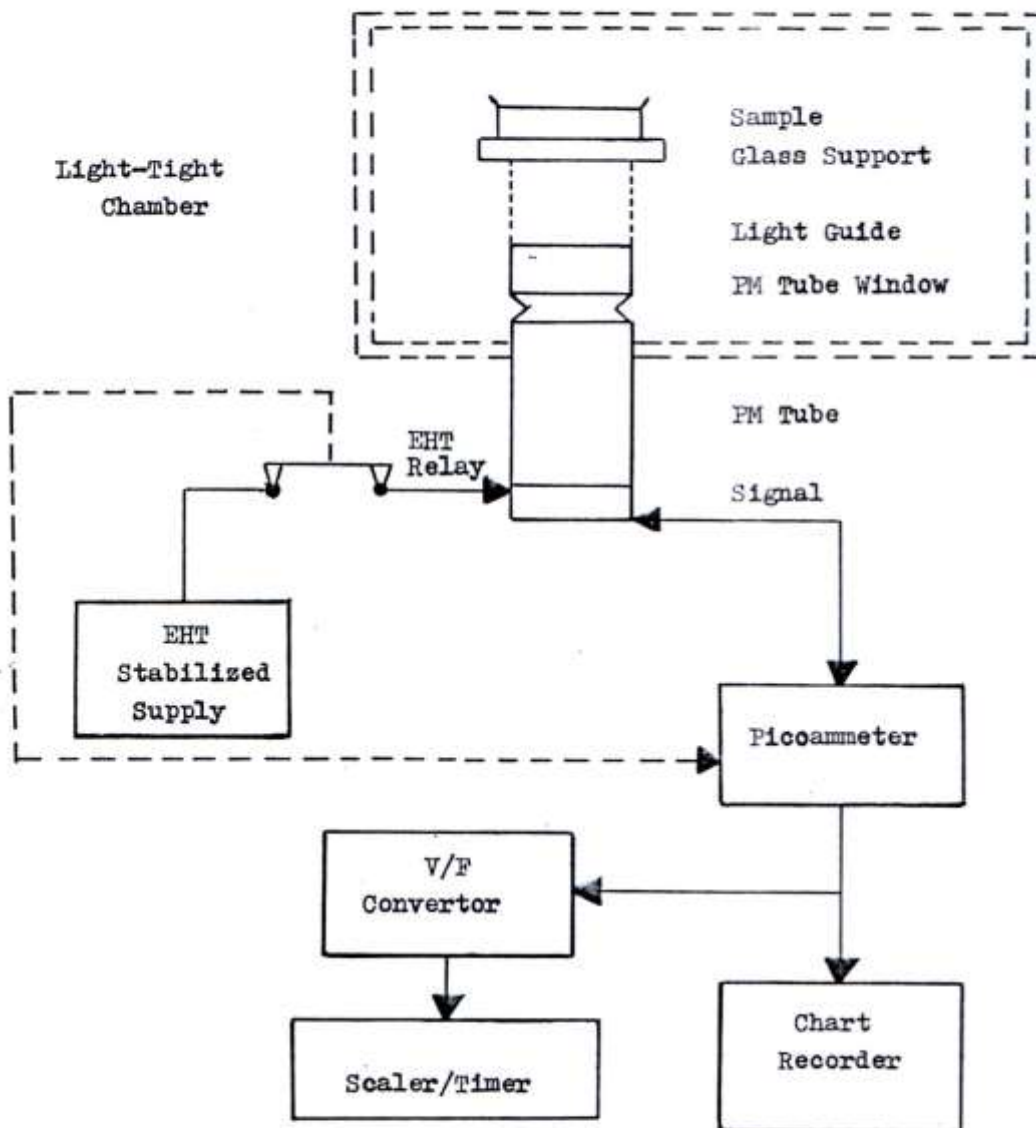 Sample
Glass Support
Light-Tight
Chamber
Light Guide
PM Tube Window
PM Tube
EHT
Relay
Signal
EHT
Stabilized
Supply
Picoammeter
V/F
Convertor
Chart
Recorder
Scaler/Timer